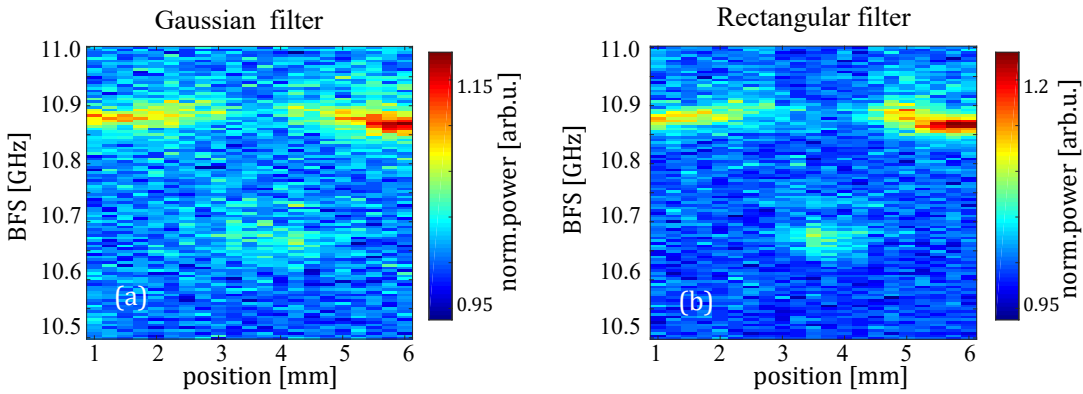 Gaussian filter
11.0
10.9
10.8
10.7
10.6
10.5
BFS [GHz]
(a)
1 2 3 4 5 6
position [mm]
1.15
0.95
norm.power [arb.u.]
Rectangular filter
11.0
10.9
10.8
10.7
10.6
10.5
BFS [GHz]
(b)
1 2 3 4 5 6
position [mm]
1.2
0.95
norm.power [arb.u.]